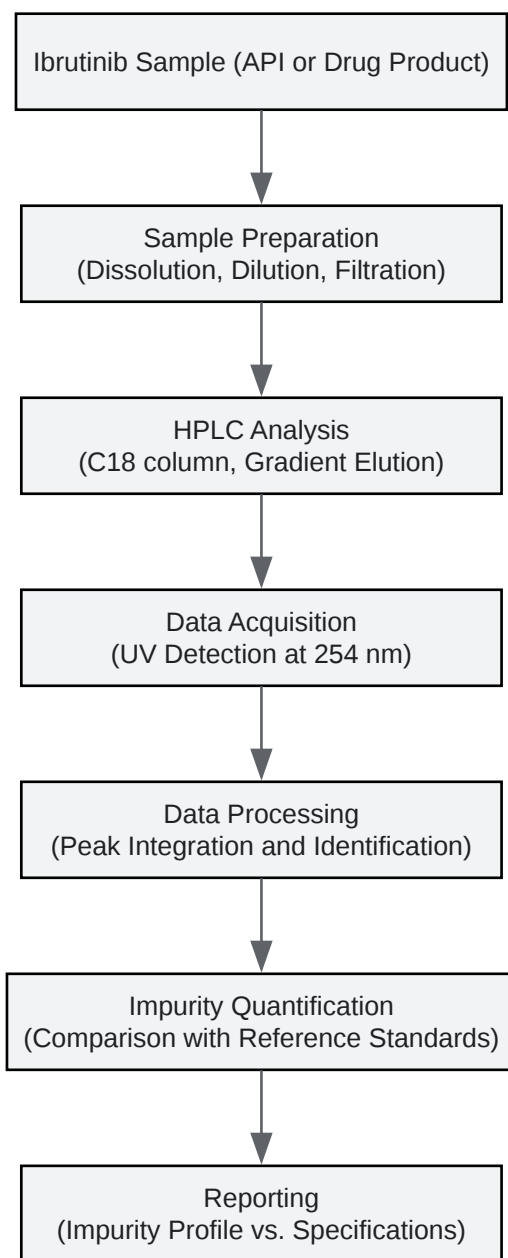 Ibrutinib Sample (API or Drug Product)
Sample Preparation
(Dissolution, Dilution, Filtration)
HPLC Analysis
(C18 column, Gradient Elution)
Data Acquisition
(UV Detection at 254 nm)
Data Processing
(Peak Integration and Identification)
Impurity Quantification
(Comparison with Reference Standards)
Reporting
(Impurity Profile vs. Specifications)